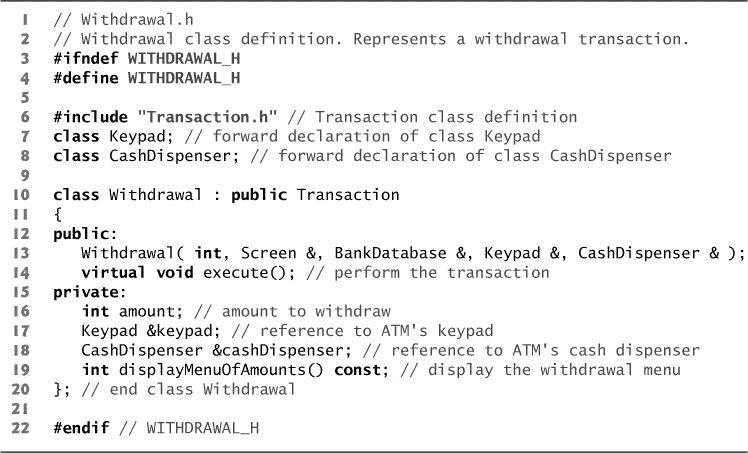 1 // Withdrawal.h
2 // Withdrawal class definition. Represents a withdrawal transaction.
3 #ifndef WITHDRAWAL_H
4 #define WITHDRAWAL_H
5
6 #include "Transaction.h" // Transaction class definition
7 class Keypad; // forward declaration of class Keypad
8 class CashDispenser; // forward declaration of class CashDispenser
9
10 class Withdrawal : public Transaction
11 {
12 public:
13    Withdrawal( int, Screen &, BankDatabase &, Keypad &, CashDispenser & );
14    virtual void execute(); // perform the transaction
15 private:
16    int amount; // amount to withdraw
17    Keypad &keypad; // reference to ATM's keypad
18    CashDispenser &cashDispenser; // reference to ATM's cash dispenser
19    int displayMenuOfAmounts() const; // display the withdrawal menu
20 }; // end class Withdrawal
21
22 #endif // WITHDRAWAL_H